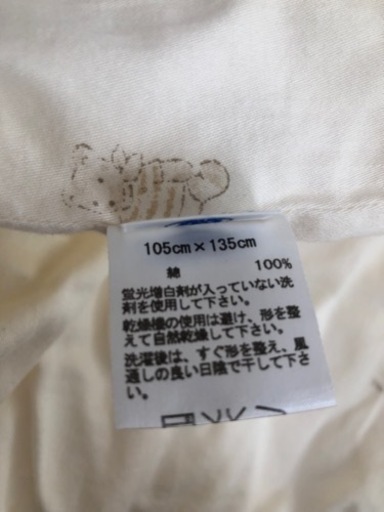 105cm×135cm
綿 100%
蛍光増白剤が入っていない洗
剤を使用して下さい。
乾燥機の使用は避け、形を整
えて自然乾燥して下さい。
洗濯後は、すぐ形を整え、風
通しの良い日陰で干して下さ
い。